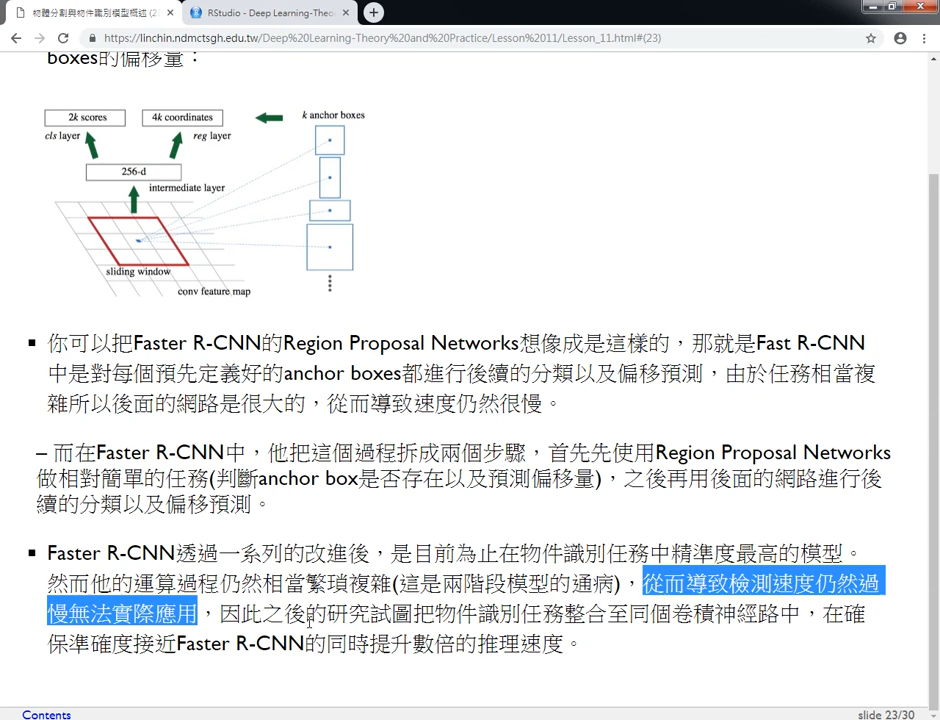 物體分割與物件識別模型概述 (23
RStudio - Deep Learning-Theo
https://linchin.ndmctsgh.edu.tw/Deep%20Learning-Theory%20and%20Practice/Lesson%2011/Lesson_11.html#(23)
boxes的偏移量：
2k scores
4k coordinates
k anchor boxes
cls layer
reg layer
256-d
intermediate layer
sliding window
conv feature map
▪ 你可以把Faster R-CNN的Region Proposal Networks想像成是這樣的，那就是Fast R-CNN
中是對每個預先定義好的anchor boxes都進行後續的分類以及偏移預測，由於任務相當複
雜所以後面的網路是很大的，從而導致速度仍然很慢。
– 而在Faster R-CNN中，他把這個過程拆成兩個步驟，首先先使用Region Proposal Networks
做相對簡單的任務(判斷anchor box是否存在以及預測偏移量)，之後再用後面的網路進行後
續的分類以及偏移預測。
▪ Faster R-CNN透過一系列的改進後，是目前為止在物件識別任務中精準度最高的模型。
然而他的運算過程仍然相當繁瑣複雜(這是兩階段模型的通病)，從而導致檢測速度仍然過
慢無法實際應用，因此之後的研究試圖把物件識別任務整合至同個卷積神經路中，在確
保準確度接近Faster R-CNN的同時提升數倍的推理速度。
Contents
slide 23/30